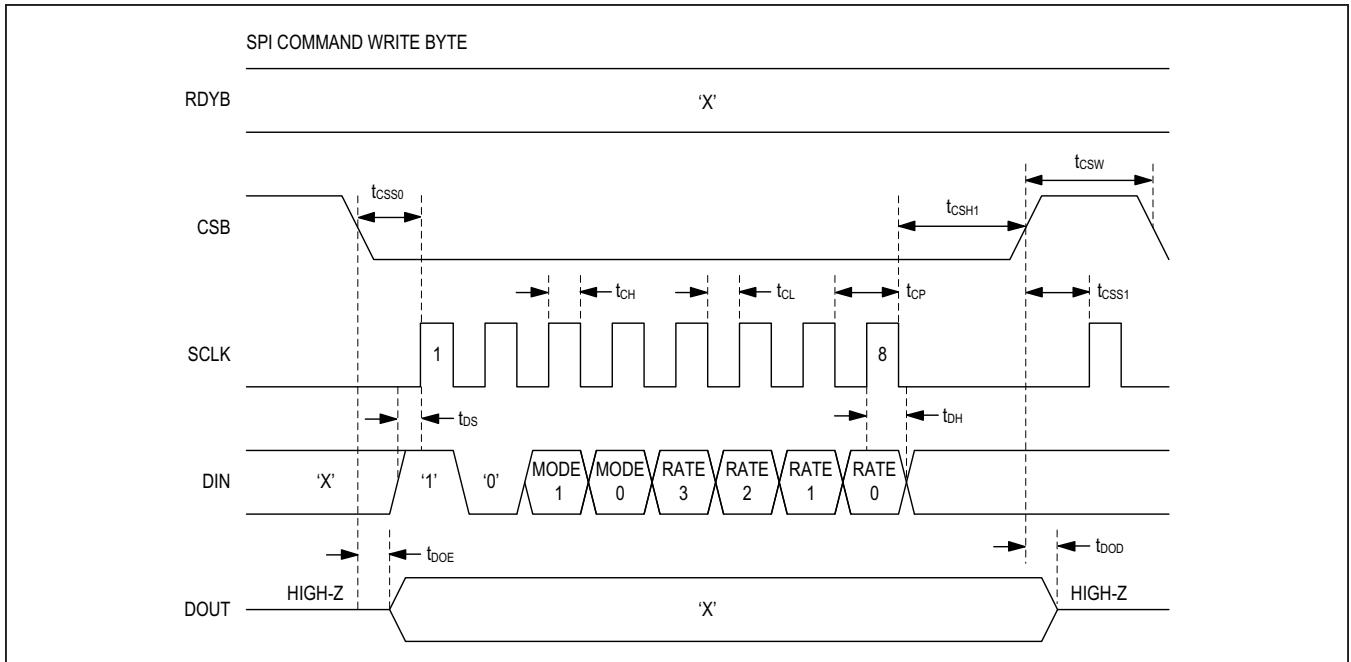 SPI COMMAND WRITE BYTE
RDYB
‘X’
CSB
tCSS0
tCSH1
tCSW
tCSS1
SCLK
1
tCH
tCL
tCP
8
tDS
tDH
DIN
‘X’
‘1’
‘0’
MODE
1
MODE
0
RATE
3
RATE
2
RATE
1
RATE
0
tDOE
tDOD
DOUT
HIGH-Z
‘X’
HIGH-Z